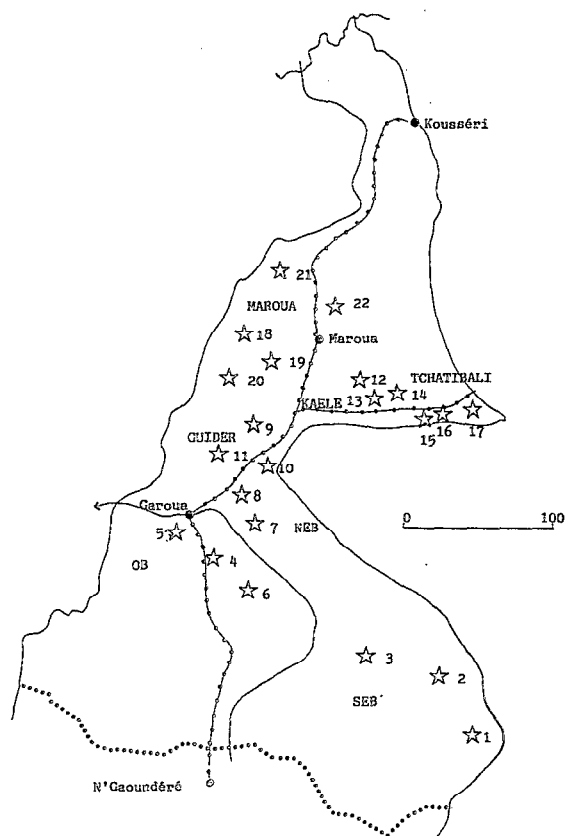 Kousséri
21
MAROUA
22
18
Maroua
19
20
12
TCHATIBALI
13
14
KAELE
9
15
16
17
GUIDER
11
10
8
Garoua
0
100
7
NEB
5
OB
4
6
3
2
SEB
1
N'Gaoundéré